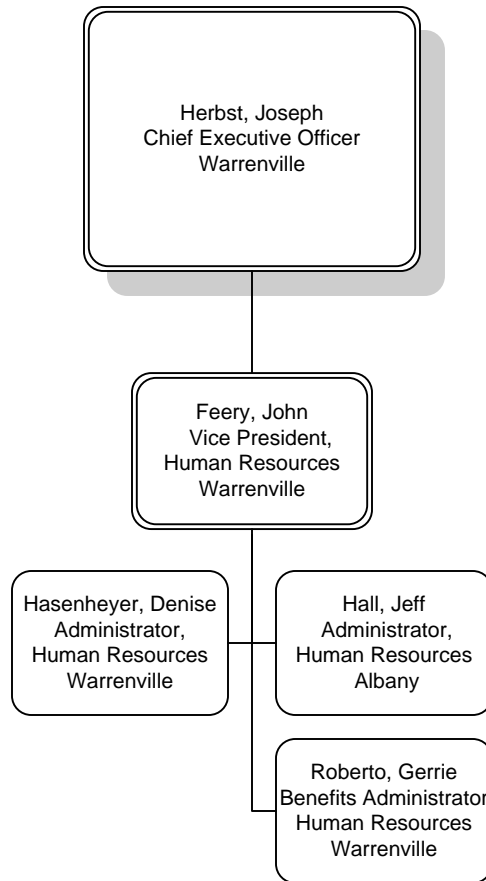 Herbst, Joseph
Chief Executive Officer
Warrenville
Feery, John
Vice President,
Human Resources
Warrenville
Hasenheyer, Denise
Administrator,
Human Resources
Warrenville
Hall, Jeff
Administrator,
Human Resources
Albany
Roberto, Gerrie
Benefits Administrator
Human Resources
Warrenville